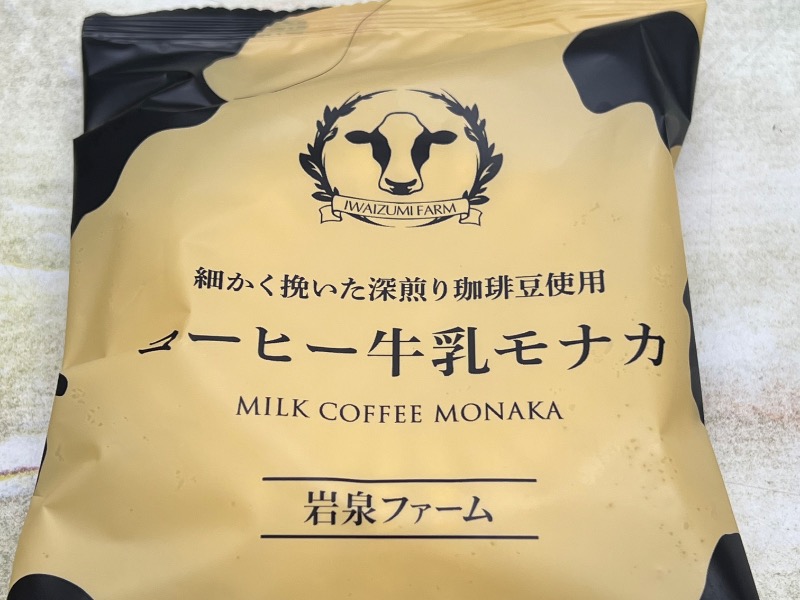 IWAIZUMI FARM
細かく挽いた深煎り珈琲豆使用
コーヒー牛乳モナカ
MILK COFFEE MONAKA
岩泉ファーム